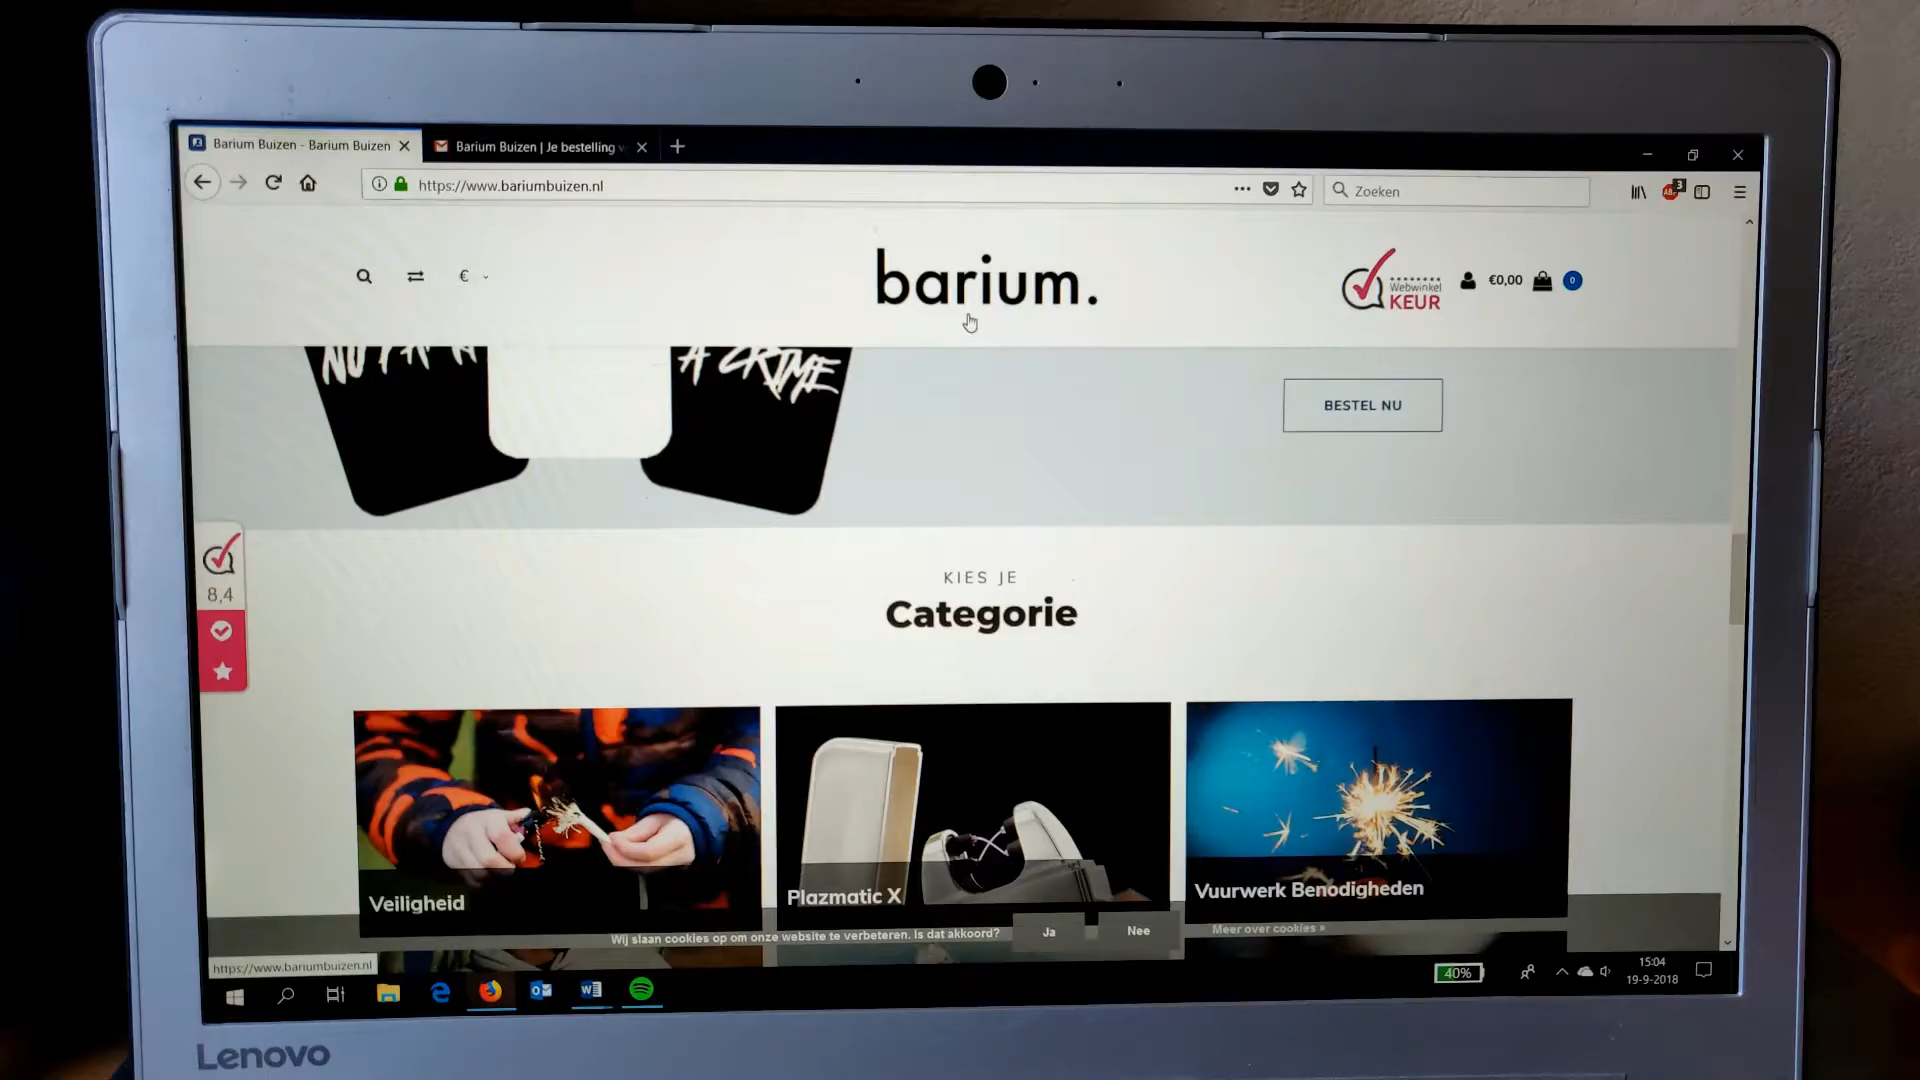 Barium Buizen - Barium Buizen
Barium Buizen | Je bestelling
https://www.bariumbuizen.nl
Zoeken
ABP
3
€
barium.
Webwinkel
KEUR
€0,00
0
A CRIME
BESTEL NU
8,4
KIES JE
Categorie
Veiligheid
Plazmatic X
Vuurwerk Benodigheden
Wij slaan cookies op om onze website te verbeteren. Is dat akkoord?
Ja
Nee
Meer over cookies »
https://www.bariumbuizen.nl
40%
15:04
19-9-2018
Lenovo